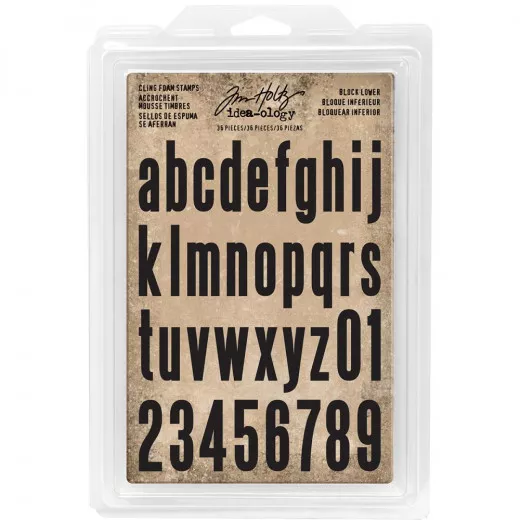 CLING FOAM STAMPS
ACCROCHENT
MOUSSE TIMBRES
SELLOS DE ESPUMA
SE AFERRAN
Tim Holtz
idea-ology
36 PIECES/36 PIECES/36 PIEZAS
BLOCK LOWER
BLOQUE INFERIEUR
BLOQUEAR INFERIOR
abcdefghij
klmnopqrs
tuvwxyz01
23456789